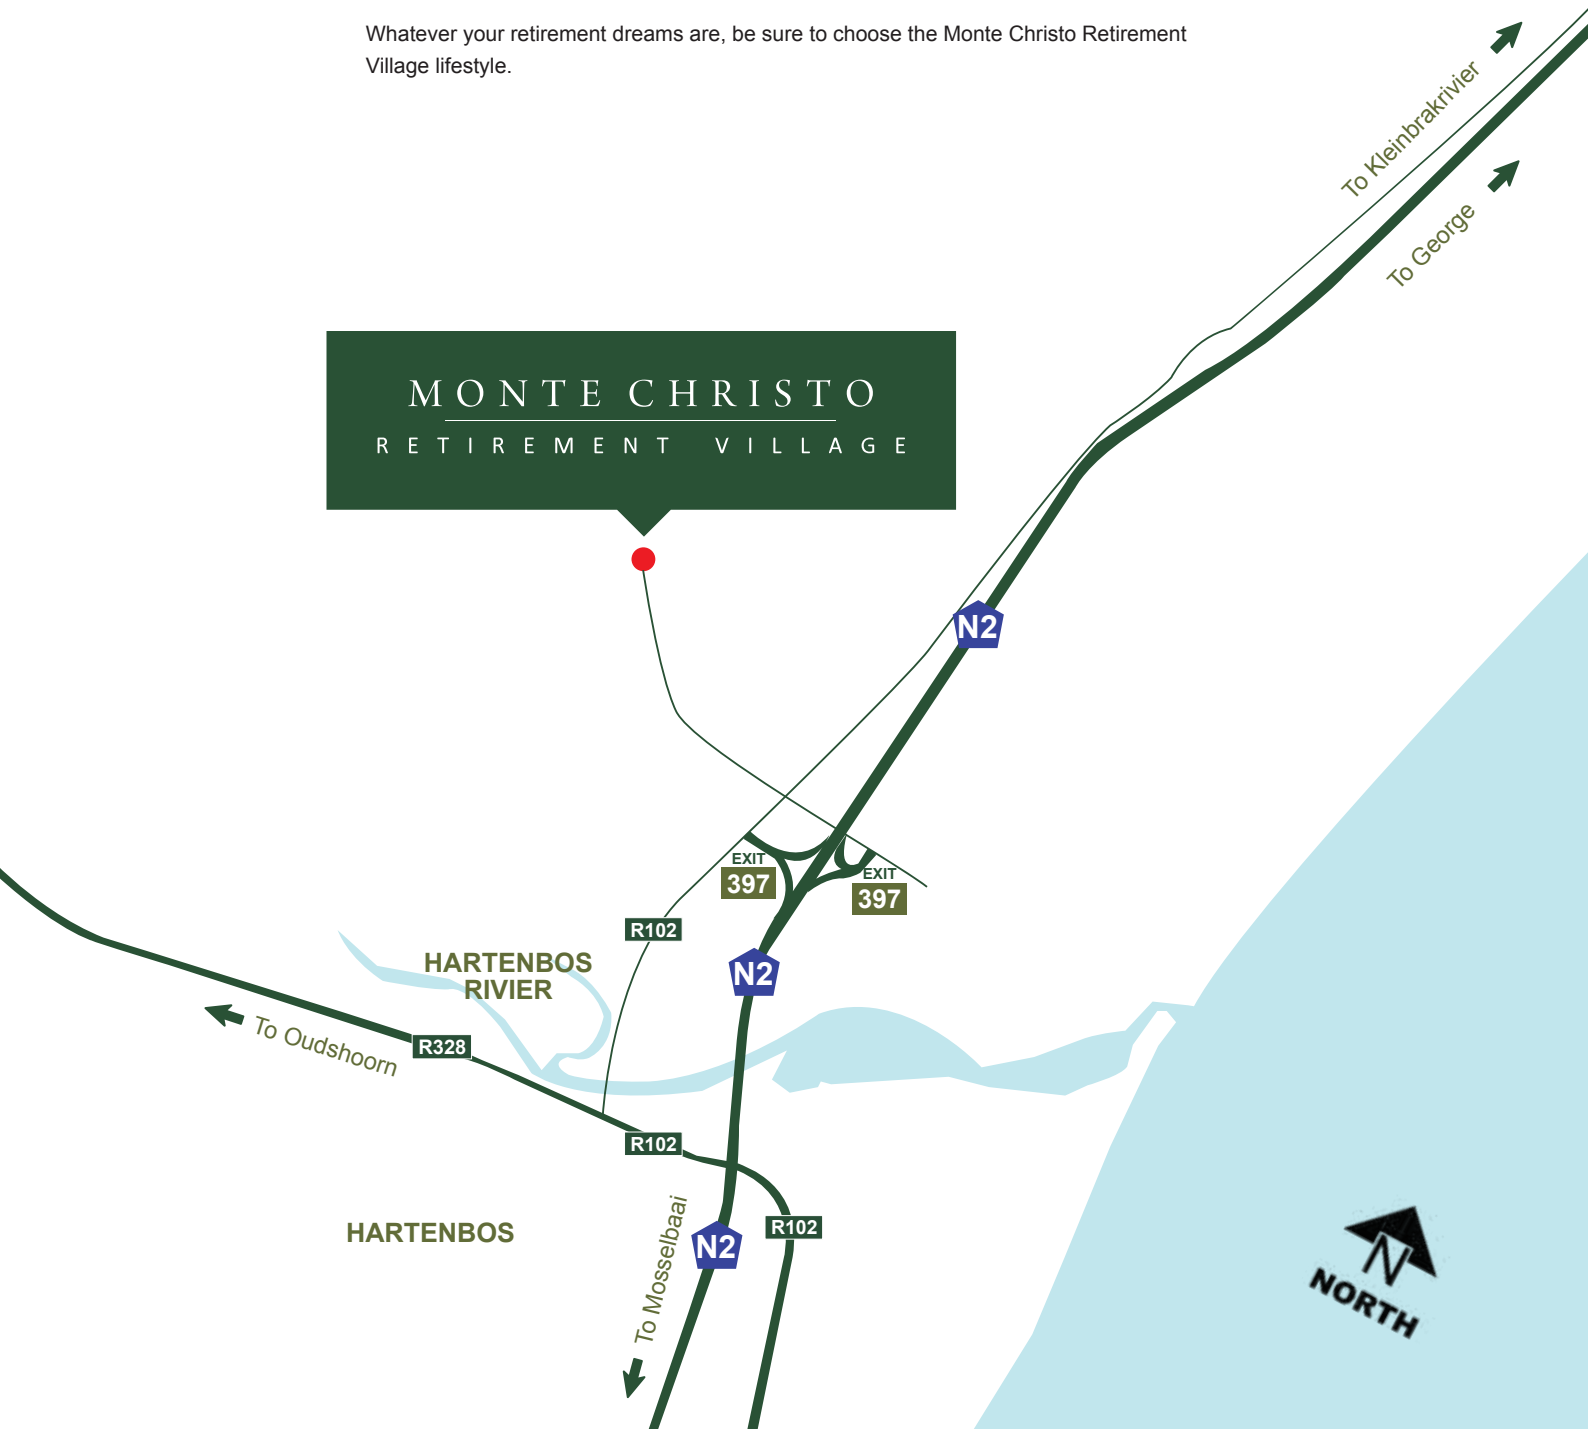 Whatever your retirement dreams are, be sure to choose the Monte Christo Retirement
Village lifestyle.
To Kleinbrakrivier
To George
MONTE CHRISTO
RETIREMENT VILLAGE
N2
EXIT
397
EXIT
397
R102
HARTENBOS
RIVIER
N2
To Oudshoorn
R328
R102
HARTENBOS
To Mosselbaai
N2
R102
N
NORTH